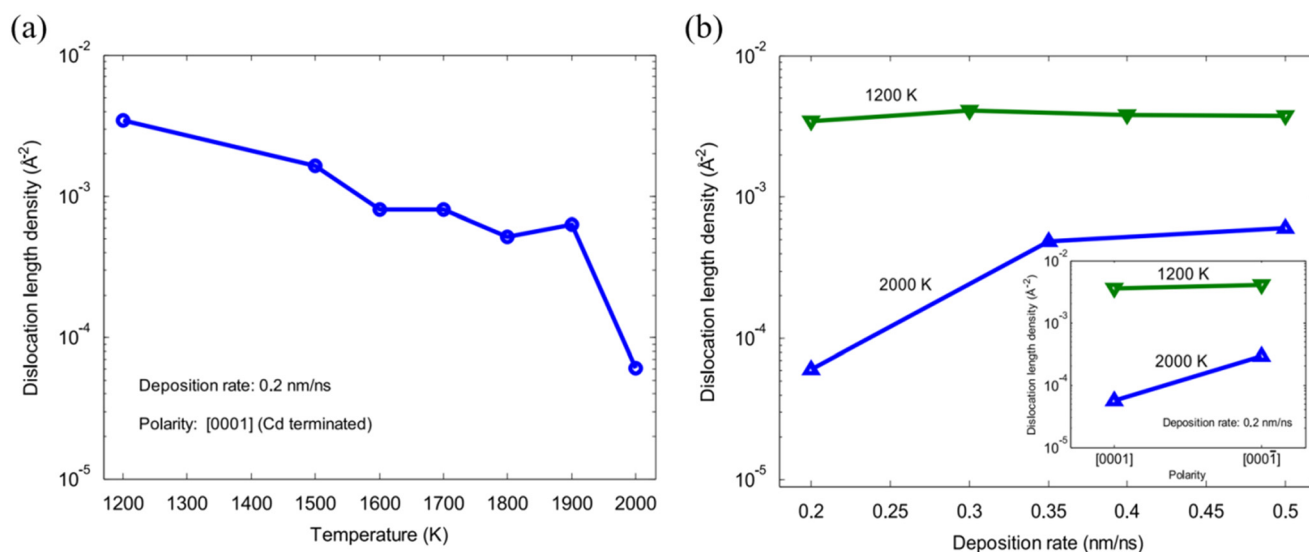 (a)
10⁻²
10⁻³
10⁻⁴
10⁻⁵
Dislocation length density (Å⁻²)
Deposition rate: 0.2 nm/ns
Polarity: [0001] (Cd terminated)
1200 1300 1400 1500 1600 1700 1800 1900 2000
Temperature (K)
(b)
10⁻²
10⁻³
10⁻⁴
10⁻⁵
Dislocation length density (Å⁻²)
1200 K
2000 K
0.2 0.25 0.3 0.35 0.4 0.45 0.5
Deposition rate (nm/ns)
10⁻²
10⁻³
10⁻⁴
10⁻⁵
Dislocation length density (Å⁻²)
1200 K
2000 K
Deposition rate: 0.2 nm/ns
[0001] [0001̄]
Polarity